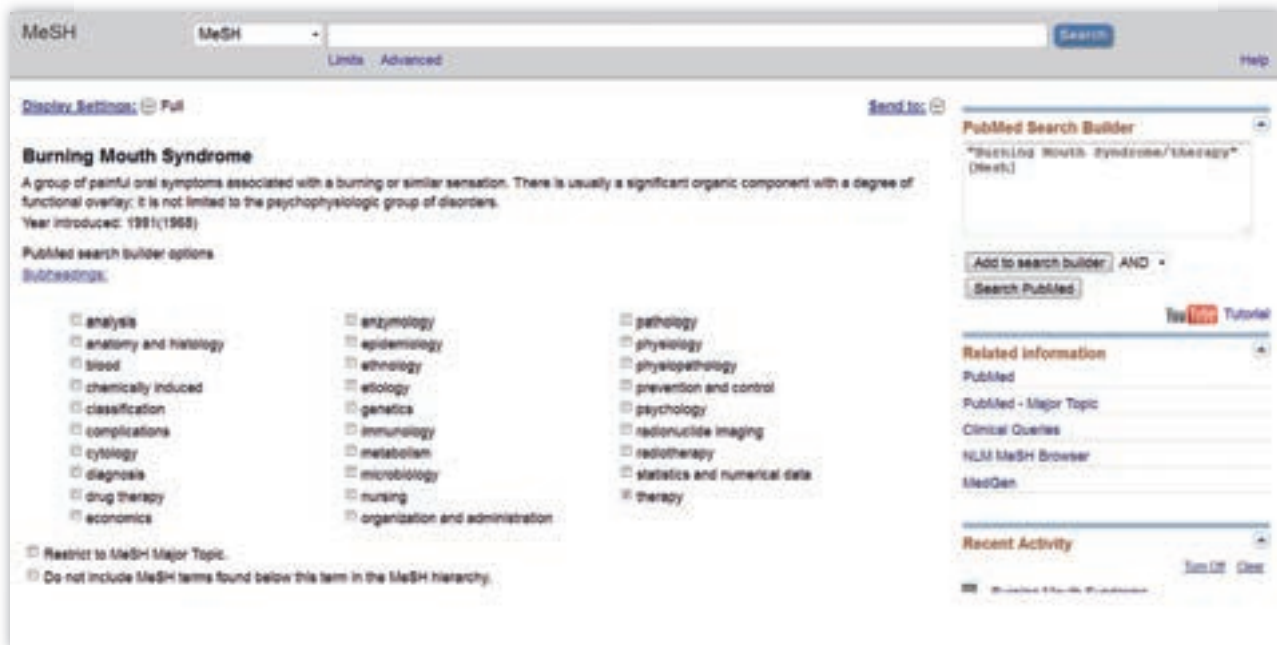 MeSH
MeSH
Search
Limits Advanced
Help
Display Settings: Full
Send to:
Burning Mouth Syndrome
A group of painful oral symptoms associated with a burning or similar sensation. There is usually a significant organic component with a degree of
functional overlay; it is not limited to the psychophysiologic group of disorders.
Year introduced: 1991(1968)
PubMed search builder options
Subheadings:
analysis
anatomy and histology
blood
chemically induced
classification
complications
cytology
diagnosis
drug therapy
economics
enzymology
epidemiology
ethnology
etiology
genetics
immunology
metabolism
microbiology
nursing
organization and administration
pathology
physiology
physiopathology
prevention and control
psychology
radionuclide imaging
radiotherapy
statistics and numerical data
therapy
Restrict to MeSH Major Topic.
Do not include MeSH terms found below this term in the MeSH hierarchy.
PubMed Search Builder
"Burning Mouth Syndrome/therapy"
[Mesh]
Add to search builder AND
Search PubMed
YouTube Tutorial
Related information
PubMed
PubMed - Major Topic
Clinical Queries
NLM MeSH Browser
MedGen
Recent Activity
Turn Off Clear
Burning Mouth Syndrome